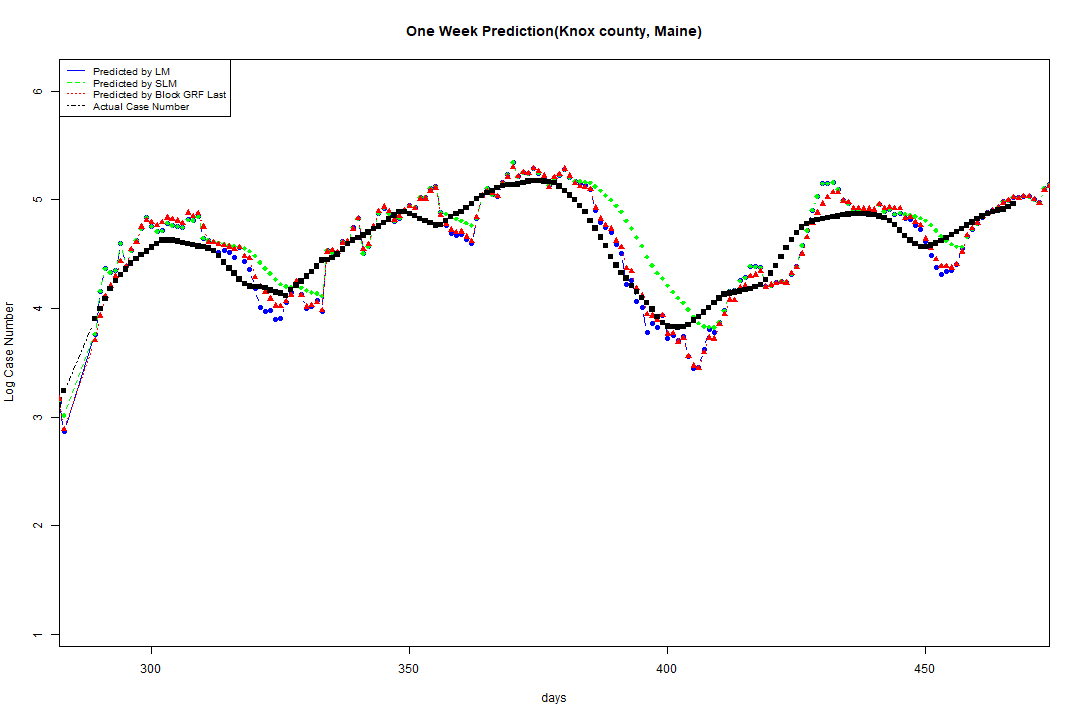 One Week Prediction(Knox county, Maine)
Predicted by LM
Predicted by SLM
Predicted by Block GRF Last
Actual Case Number
6
5
4
3
2
1
Log Case Number
300
350
400
450
days